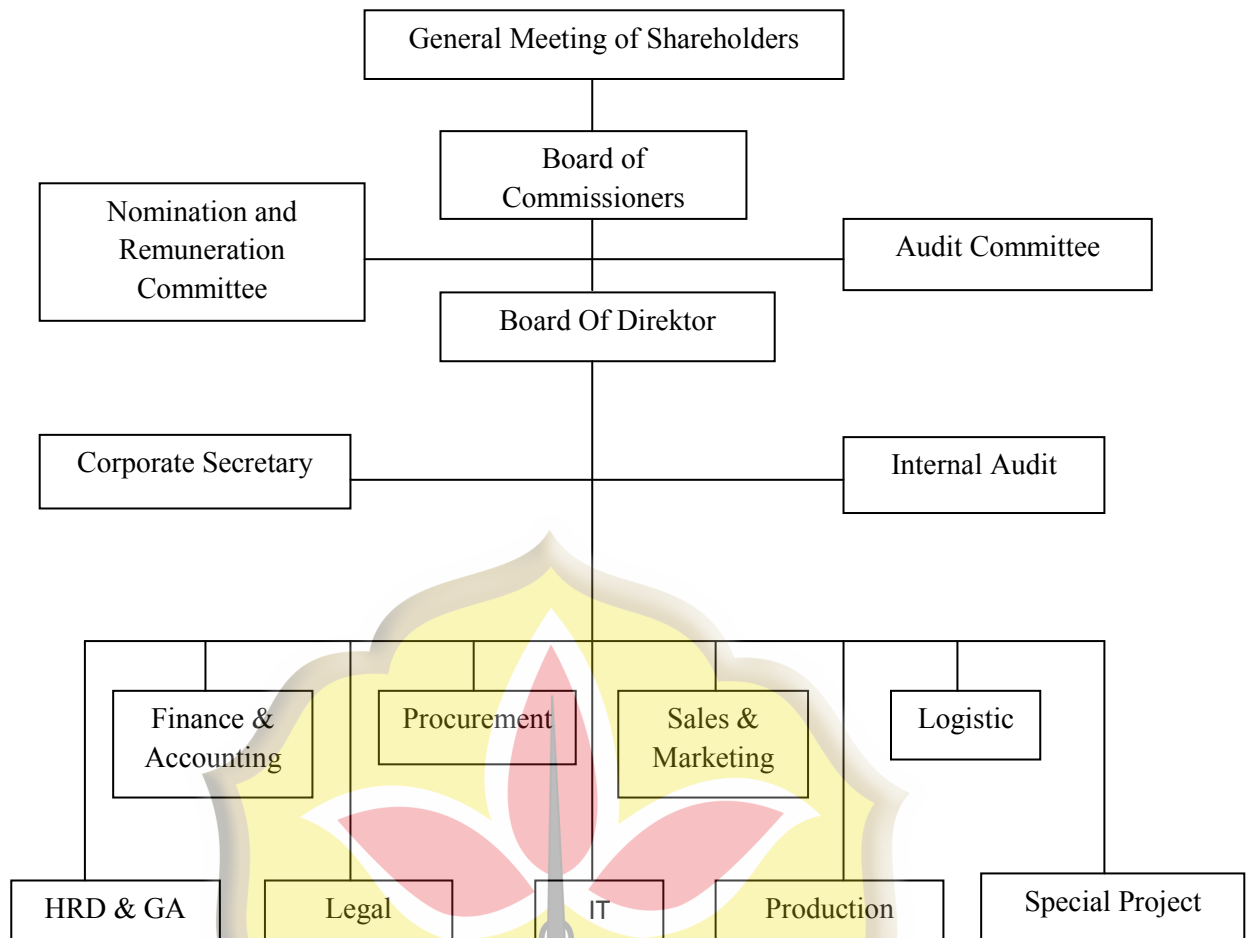 General Meeting of Shareholders
Board of
Commissioners
Nomination and
Remuneration
Committee
Audit Committee
Board Of Direktor
Corporate Secretary
Internal Audit
Finance &
Accounting
Procurement
Sales &
Marketing
Logistic
HRD & GA
Legal
IT
Production
Special Project